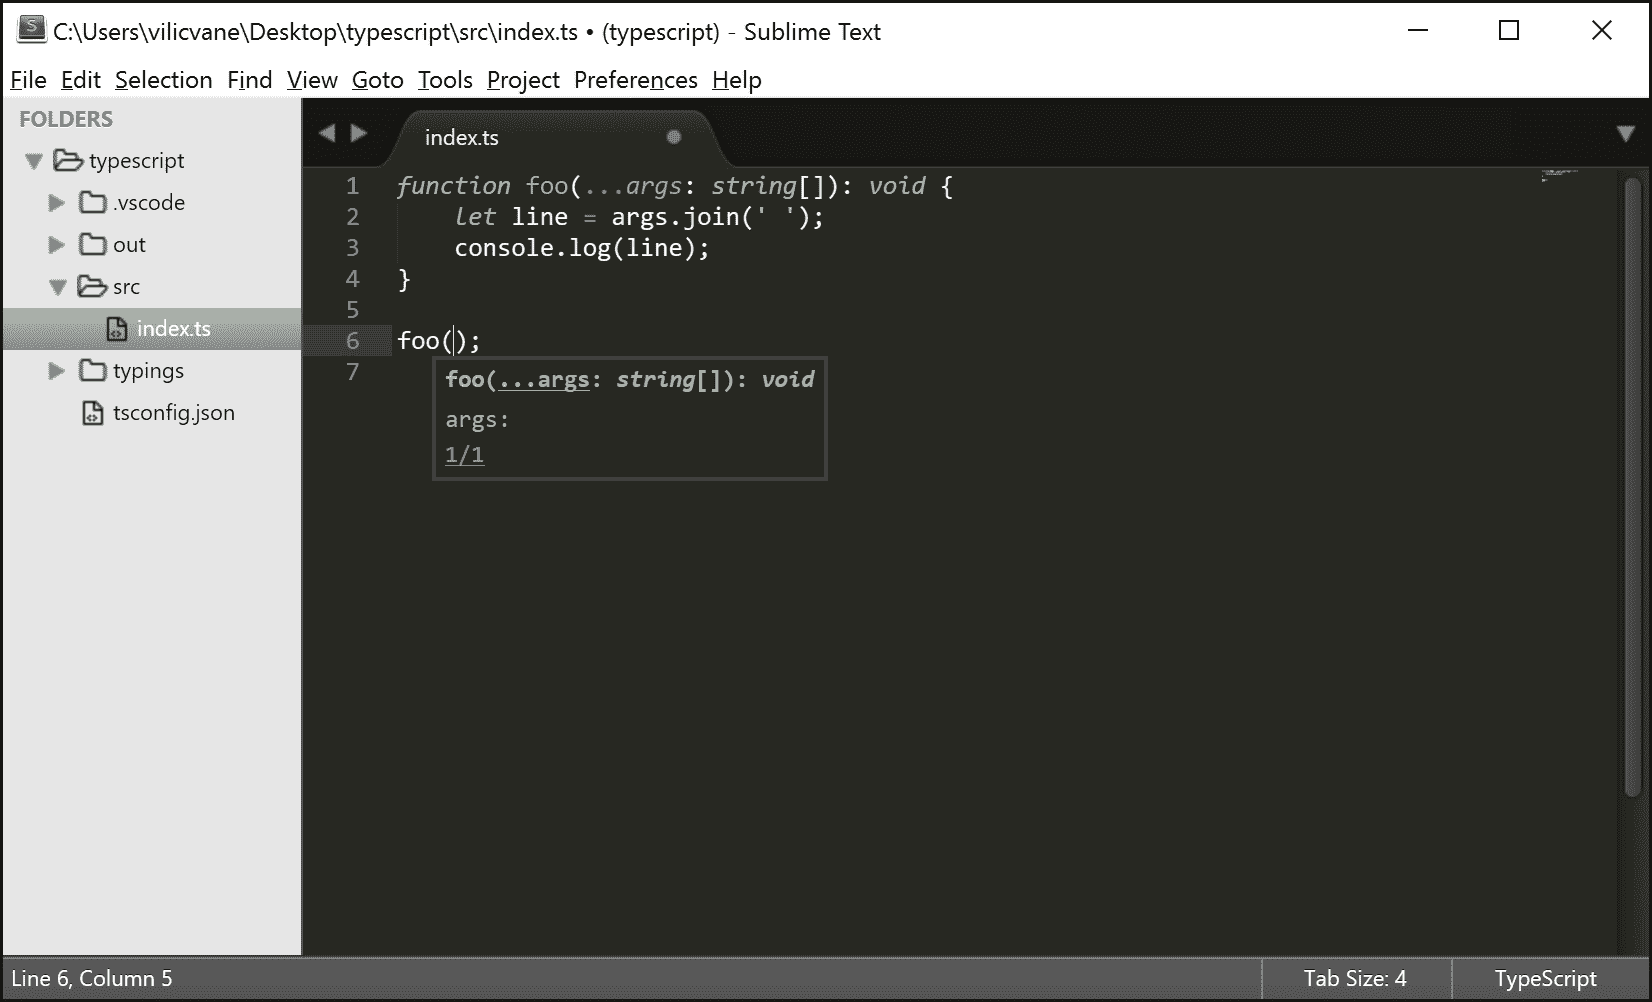 C:\Users\vilicvane\Desktop\typescript\src\index.ts • (typescript) - Sublime Text
File Edit Selection Find View Goto Tools Project Preferences Help
FOLDERS
typescript
.vscode
out
src
index.ts
typings
tsconfig.json
index.ts
1 function foo(...args: string[]): void {
2     let line = args.join(' ');
3     console.log(line);
4 }
5
6 foo();
7
foo(...args: string[]): void
args:
1/1
Line 6, Column 5
Tab Size: 4
TypeScript